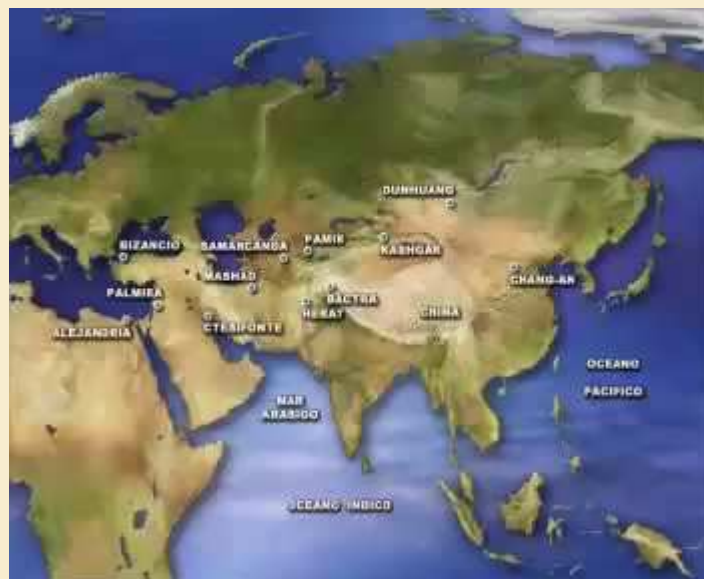 DUNHUANG
BIZANCIO
SAMARCANDA
PAMIR
KASHGAR
MASHAD
CHANG-AN
PALMIRA
BACTRA
HERAT
CHINA
ALEJANDRIA
CTESIFONTE
OCEANO
PACIFICO
MAR
ARABIGO
OCEANO INDICO